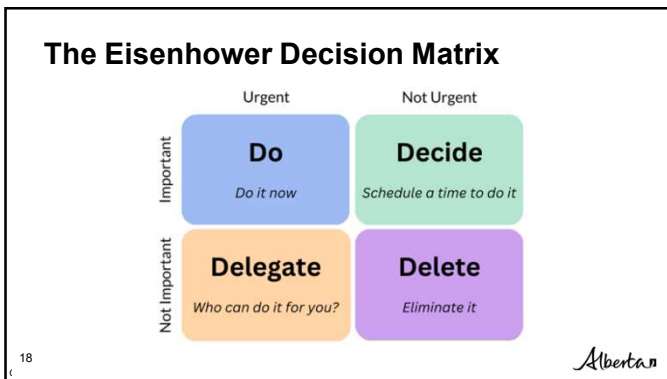 The Eisenhower Decision Matrix
Urgent Not Urgent
Important
Do
Do it now
Decide
Schedule a time to do it
Not Important
Delegate
Who can do it for you?
Delete
Eliminate it
18
Alberta